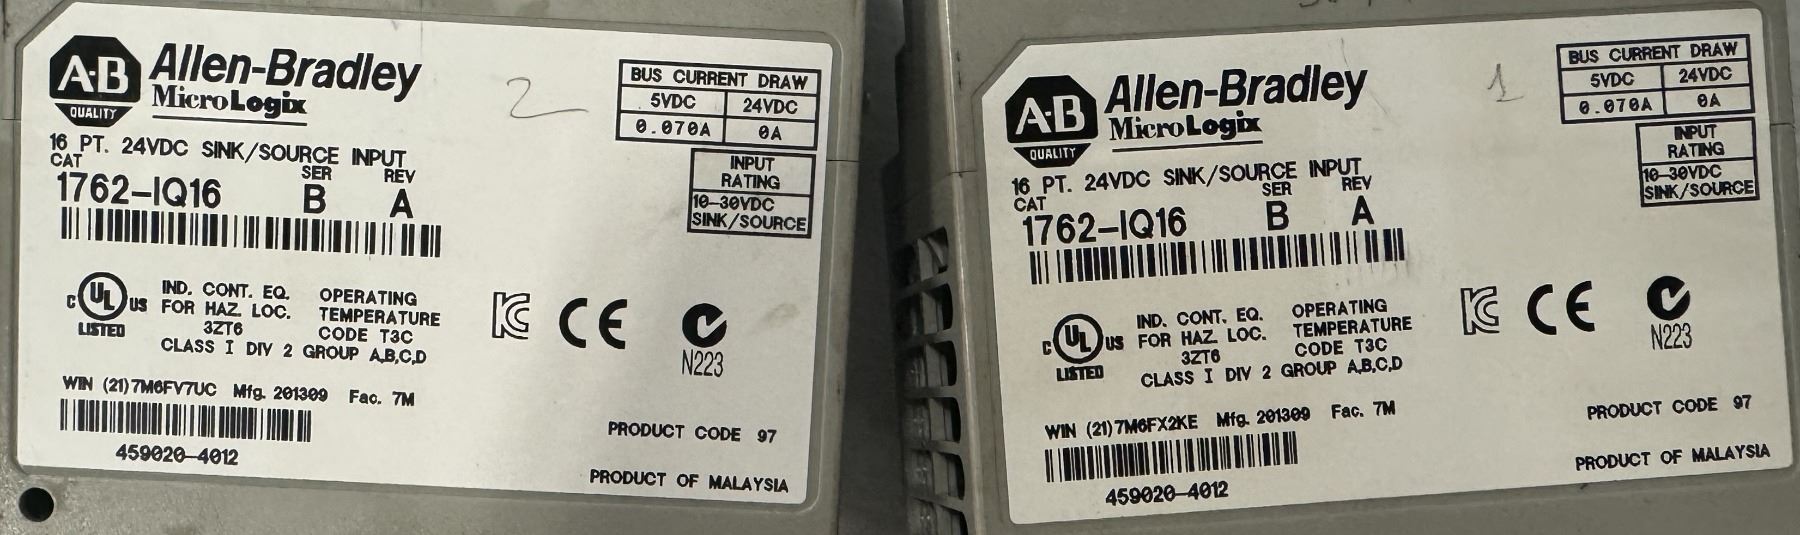 A·B
QUALITY
Allen-Bradley
MicroLogix
2
BUS CURRENT DRAW
5VDC 24VDC
0.070A 0A
16 PT. 24VDC SINK/SOURCE INPUT
CAT SER REV
1762-IQ16 B A
INPUT
RATING
10-30VDC
SINK/SOURCE
C UL US
LISTED
IND. CONT. EQ.
FOR HAZ. LOC.
3ZT6
OPERATING
TEMPERATURE
CODE T3C
CLASS I DIV 2 GROUP A,B,C,D
CE
N223
WIN (21)7M6FV7UC Mfg. 201309 Fac. 7M
459020-4012
PRODUCT CODE 97
PRODUCT OF MALAYSIA
A·B
QUALITY
Allen-Bradley
MicroLogix
1
BUS CURRENT DRAW
5VDC 24VDC
0.070A 0A
16 PT. 24VDC SINK/SOURCE INPUT
CAT SER REV
1762-IQ16 B A
INPUT
RATING
10-30VDC
SINK/SOURCE
C UL US
LISTED
IND. CONT. EQ.
FOR HAZ. LOC.
3ZT6
OPERATING
TEMPERATURE
CODE T3C
CLASS I DIV 2 GROUP A,B,C,D
CE
N223
WIN (21)7M6FX2KE Mfg. 201309 Fac. 7M
459020-4012
PRODUCT CODE 97
PRODUCT OF MALAYSIA